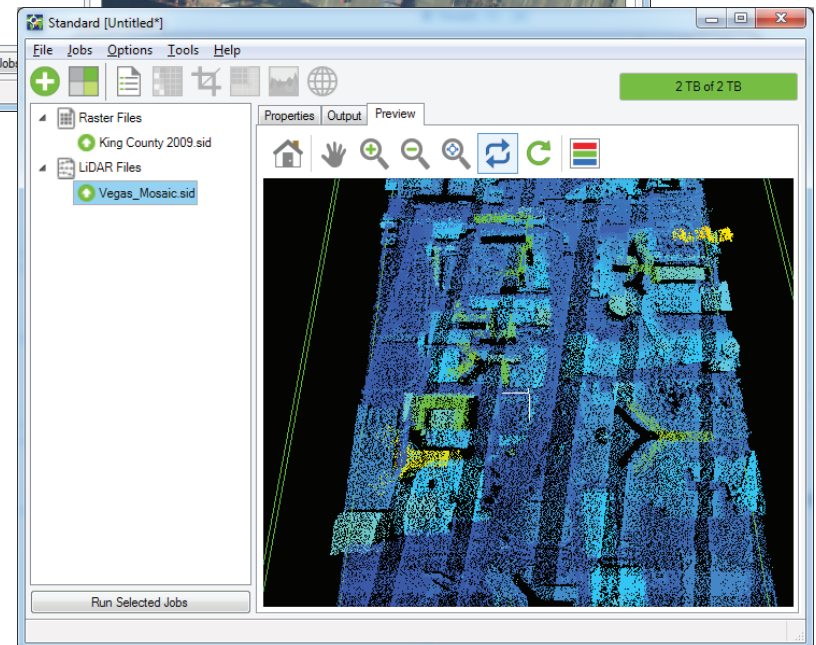 Standard [Untitled*]
File Jobs Options Tools Help
Jobs
2 TB of 2 TB
Raster Files
King County 2009.sid
LiDAR Files
Vegas_Mosaic.sid
Properties Output Preview
Run Selected Jobs